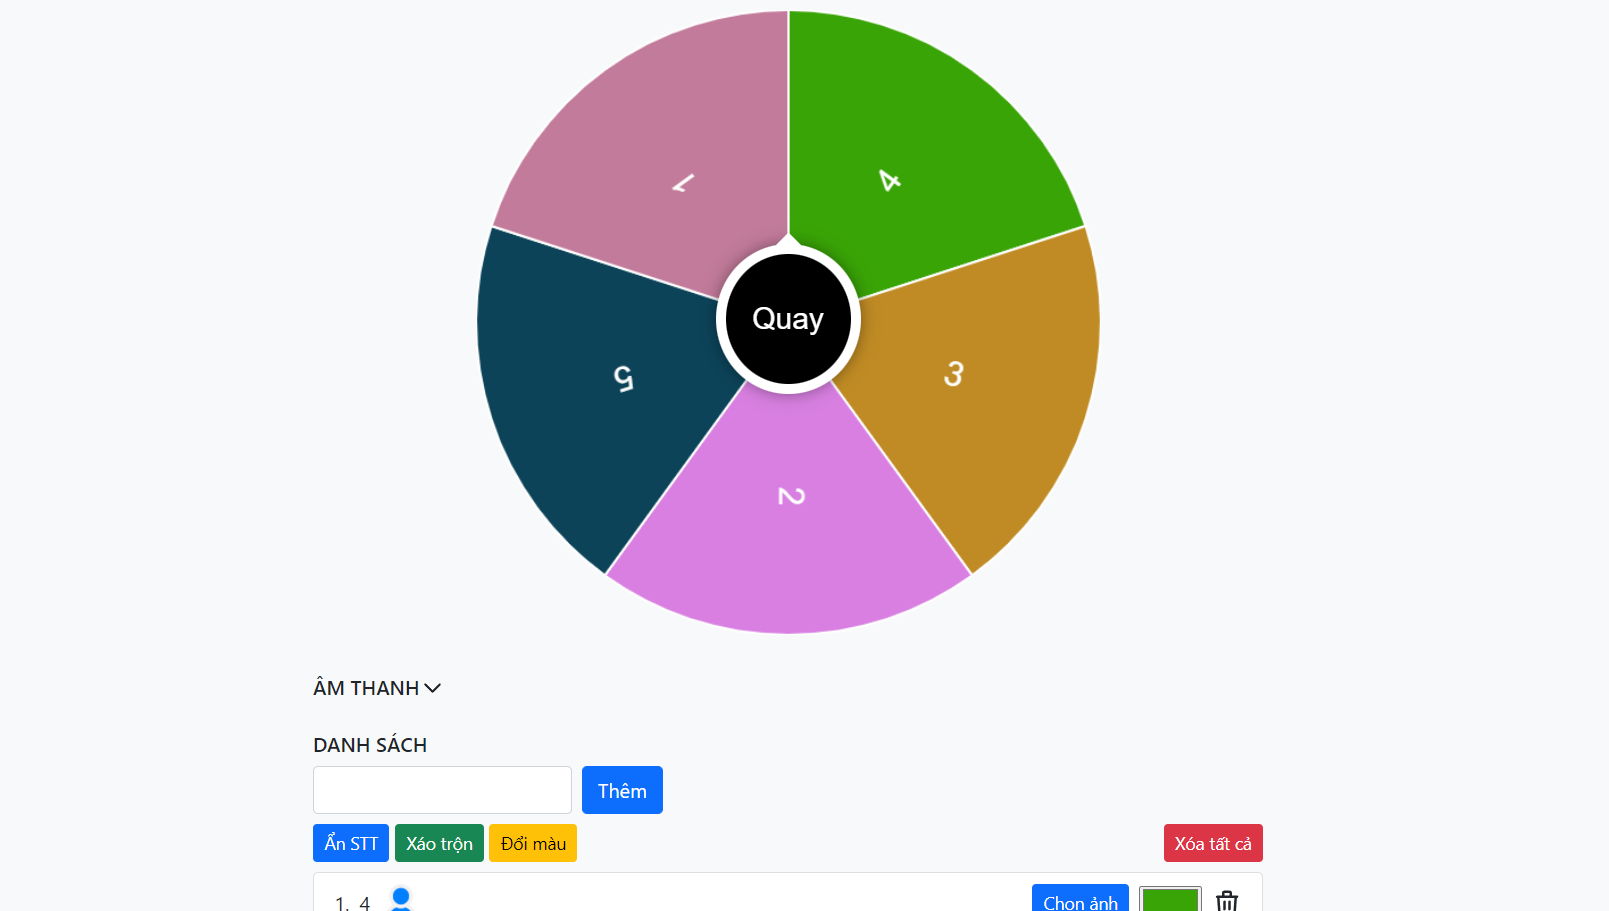 1
4
5
Quay
3
2
ÂM THANH
DANH SÁCH
Thêm
Ẩn STT Xáo trộn Đổi màu Xóa tất cả
1. 4 Chọn ảnh